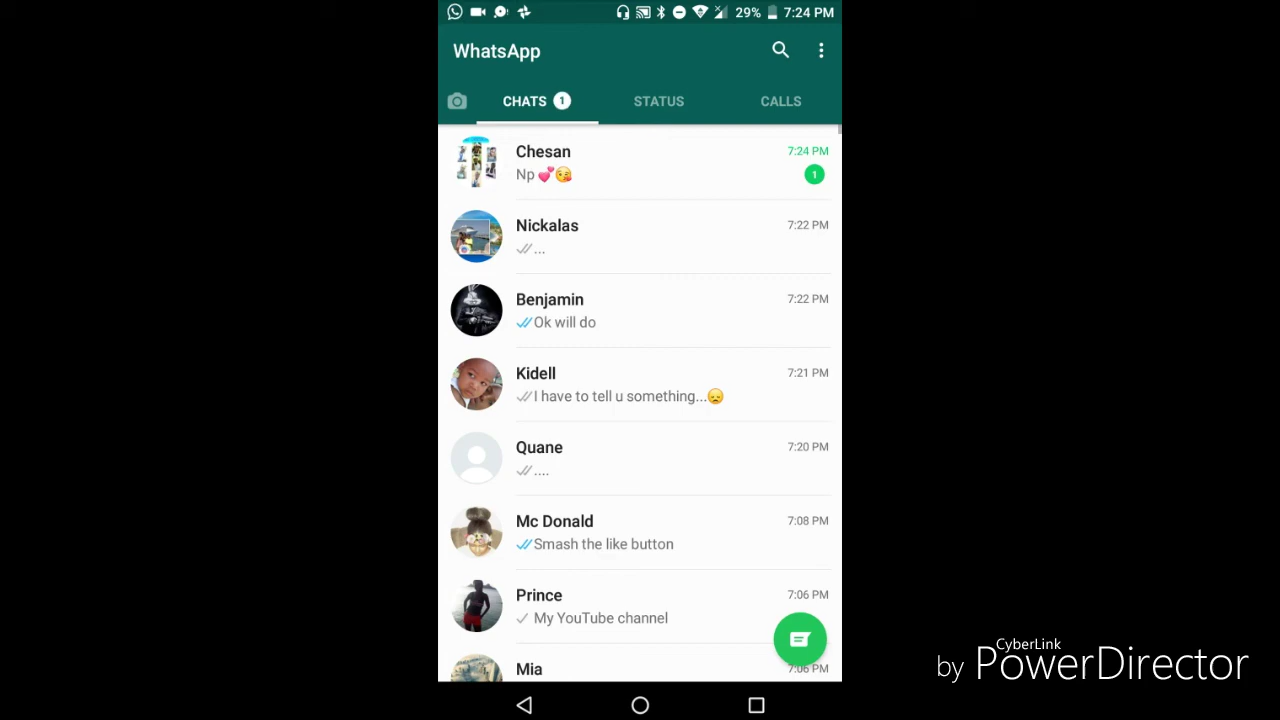 29% 7:24 PM
WhatsApp
CHATS 1 STATUS CALLS
Chesan 7:24 PM
Np 💕😘 1
Nickalas 7:22 PM
...
Benjamin 7:22 PM
Ok will do
Kidell 7:21 PM
I have to tell u something...😞
Quane 7:20 PM
....
Mc Donald 7:08 PM
Smash the like button
Prince 7:06 PM
My YouTube channel
Mia 7:06 PM
by CyberLink PowerDirector